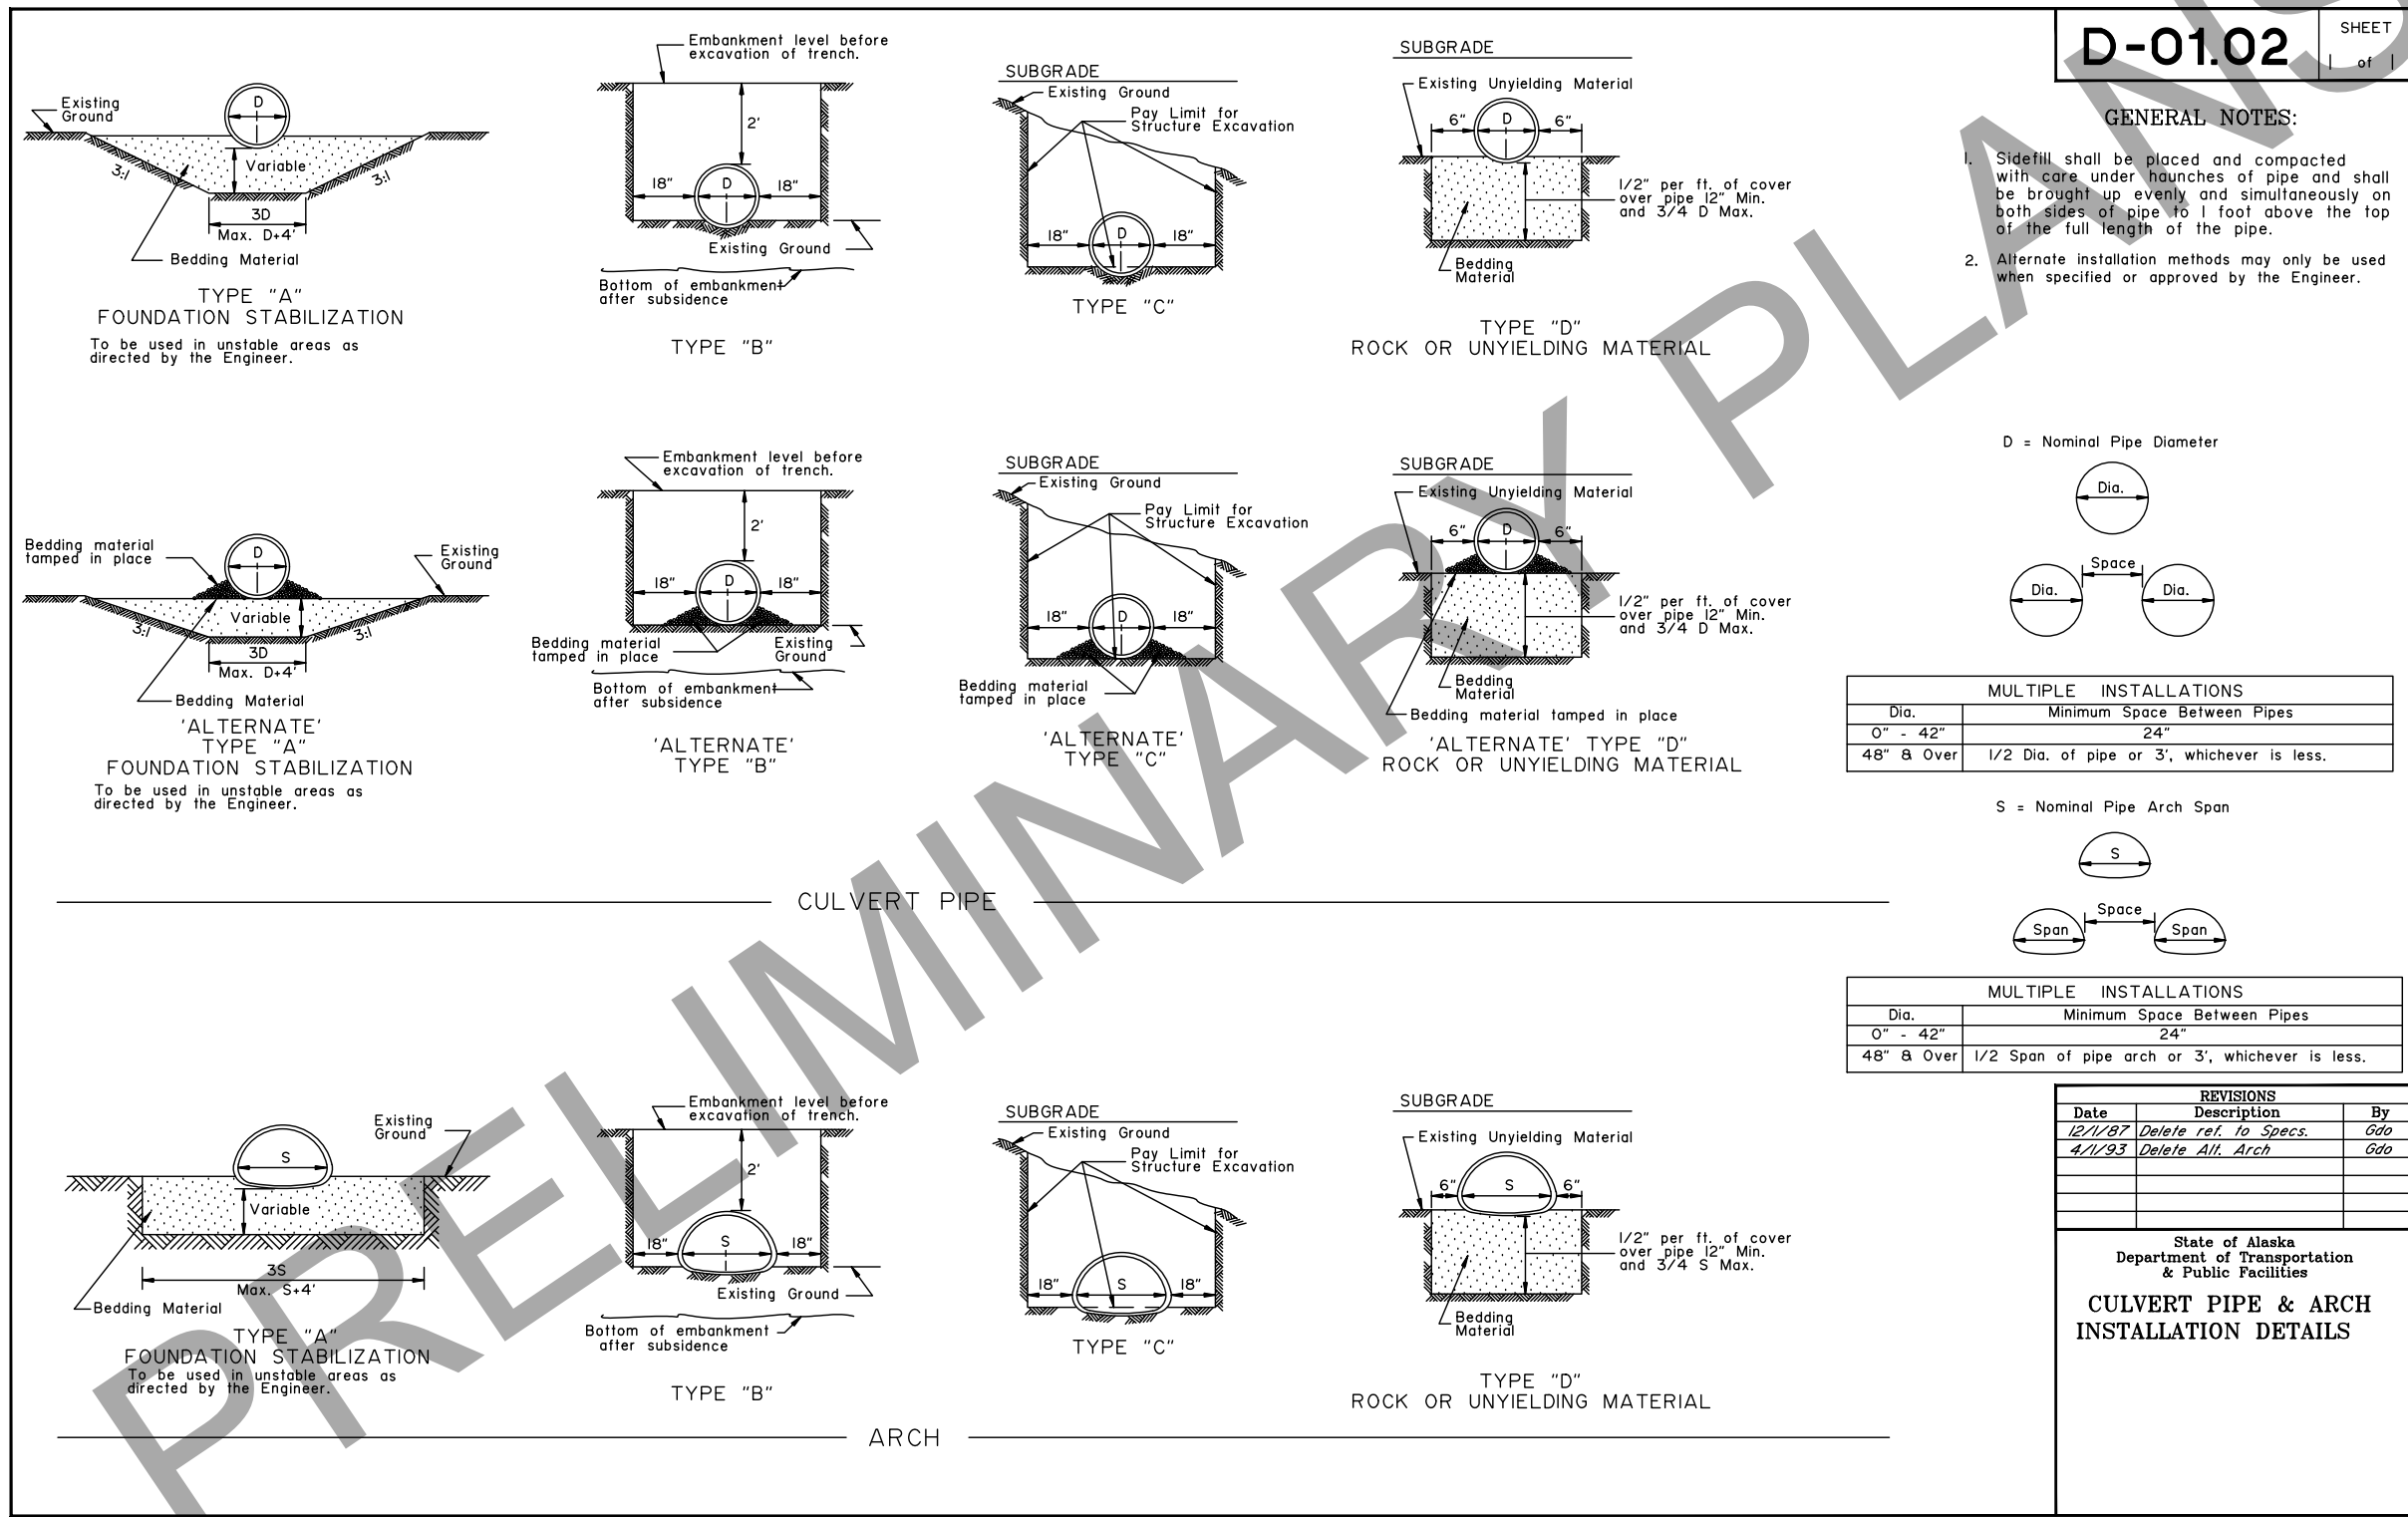 D-01.02
SHEET
1 of 1
GENERAL NOTES:
1. Sidefill shall be placed and compacted
with care under haunches of pipe and shall
be brought up evenly and simultaneously on
both sides of pipe to 1 foot above the top
of the full length of the pipe.
2. Alternate installation methods may only be used
when specified or approved by the Engineer.
Existing
Ground
D
Variable
3:1
3:1
3D
Max. D+4'
Bedding Material
TYPE "A"
FOUNDATION STABILIZATION
To be used in unstable areas as
directed by the Engineer.
Embankment level before
excavation of trench.
2'
18"
D
18"
Existing Ground
Bottom of embankment
after subsidence
TYPE "B"
SUBGRADE
Existing Ground
Pay Limit for
Structure Excavation
18"
D
18"
TYPE "C"
SUBGRADE
Existing Unyielding Material
6"
D
6"
1/2" per ft. of cover
over pipe 12" Min.
and 3/4 D Max.
Bedding
Material
TYPE "D"
ROCK OR UNYIELDING MATERIAL
Bedding material
tamped in place
D
Existing
Ground
Variable
3:1
3:1
3D
Max. D+4'
Bedding Material
'ALTERNATE'
TYPE "A"
FOUNDATION STABILIZATION
To be used in unstable areas as
directed by the Engineer.
Embankment level before
excavation of trench.
2'
18"
D
18"
Bedding material
tamped in place
Existing
Ground
Bottom of embankment
after subsidence
'ALTERNATE'
TYPE "B"
SUBGRADE
Existing Ground
Pay Limit for
Structure Excavation
18"
D
18"
Bedding material
tamped in place
'ALTERNATE'
TYPE "C"
SUBGRADE
Existing Unyielding Material
6"
D
6"
1/2" per ft. of cover
over pipe 12" Min.
and 3/4 D Max.
Bedding
Material
Bedding material tamped in place
'ALTERNATE' TYPE "D"
ROCK OR UNYIELDING MATERIAL
CULVERT PIPE
D = Nominal Pipe Diameter
Dia.
Space
Dia.
Dia.
MULTIPLE INSTALLATIONS
Dia. Minimum Space Between Pipes
0" - 42" 24"
48" & Over 1/2 Dia. of pipe or 3', whichever is less.
S = Nominal Pipe Arch Span
S
Space
Span
Span
MULTIPLE INSTALLATIONS
Dia. Minimum Space Between Pipes
0" - 42" 24"
48" & Over 1/2 Span of pipe arch or 3', whichever is less.
Existing
Ground
S
Variable
3S
Max. S+4'
Bedding Material
TYPE "A"
FOUNDATION STABILIZATION
To be used in unstable areas as
directed by the Engineer.
Embankment level before
excavation of trench.
2'
18"
S
18"
Existing Ground
Bottom of embankment
after subsidence
TYPE "B"
SUBGRADE
Existing Ground
Pay Limit for
Structure Excavation
18"
S
18"
TYPE "C"
SUBGRADE
Existing Unyielding Material
6"
S
6"
1/2" per ft. of cover
over pipe 12" Min.
and 3/4 S Max.
Bedding
Material
TYPE "D"
ROCK OR UNYIELDING MATERIAL
ARCH
REVISIONS
Date Description By
12/1/87 Delete ref. to Specs. Gdo
4/1/93 Delete Alt. Arch Gdo
State of Alaska
Department of Transportation
& Public Facilities
CULVERT PIPE & ARCH
INSTALLATION DETAILS
PRELIMINARY PLANS